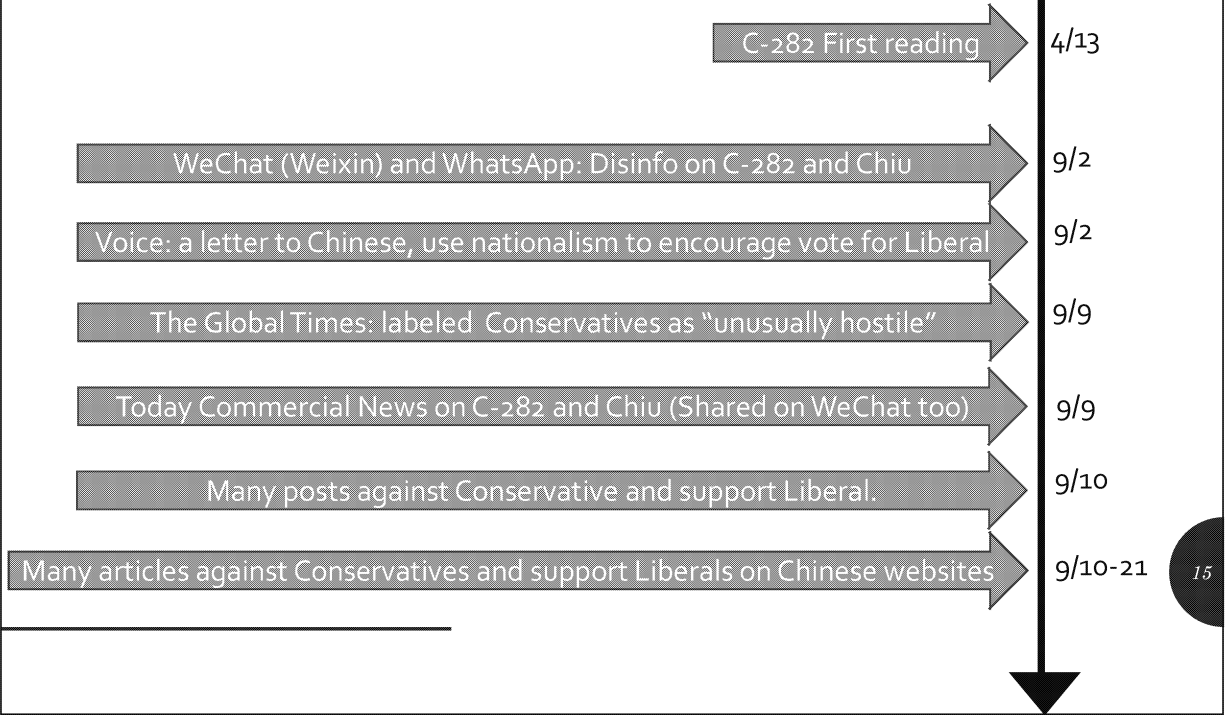 C-282 First reading
4/13
WeChat (Weixin) and WhatsApp: Disinfo on C-282 and Chiu
9/2
Voice: a letter to Chinese, use nationalism to encourage vote for Liberal
9/2
The Global Times: labeled Conservatives as “unusually hostile”
9/9
Today Commercial News on C-282 and Chiu (Shared on WeChat too)
9/9
Many posts against Conservative and support Liberal.
9/10
Many articles against Conservatives and support Liberals on Chinese websites
9/10-21
15